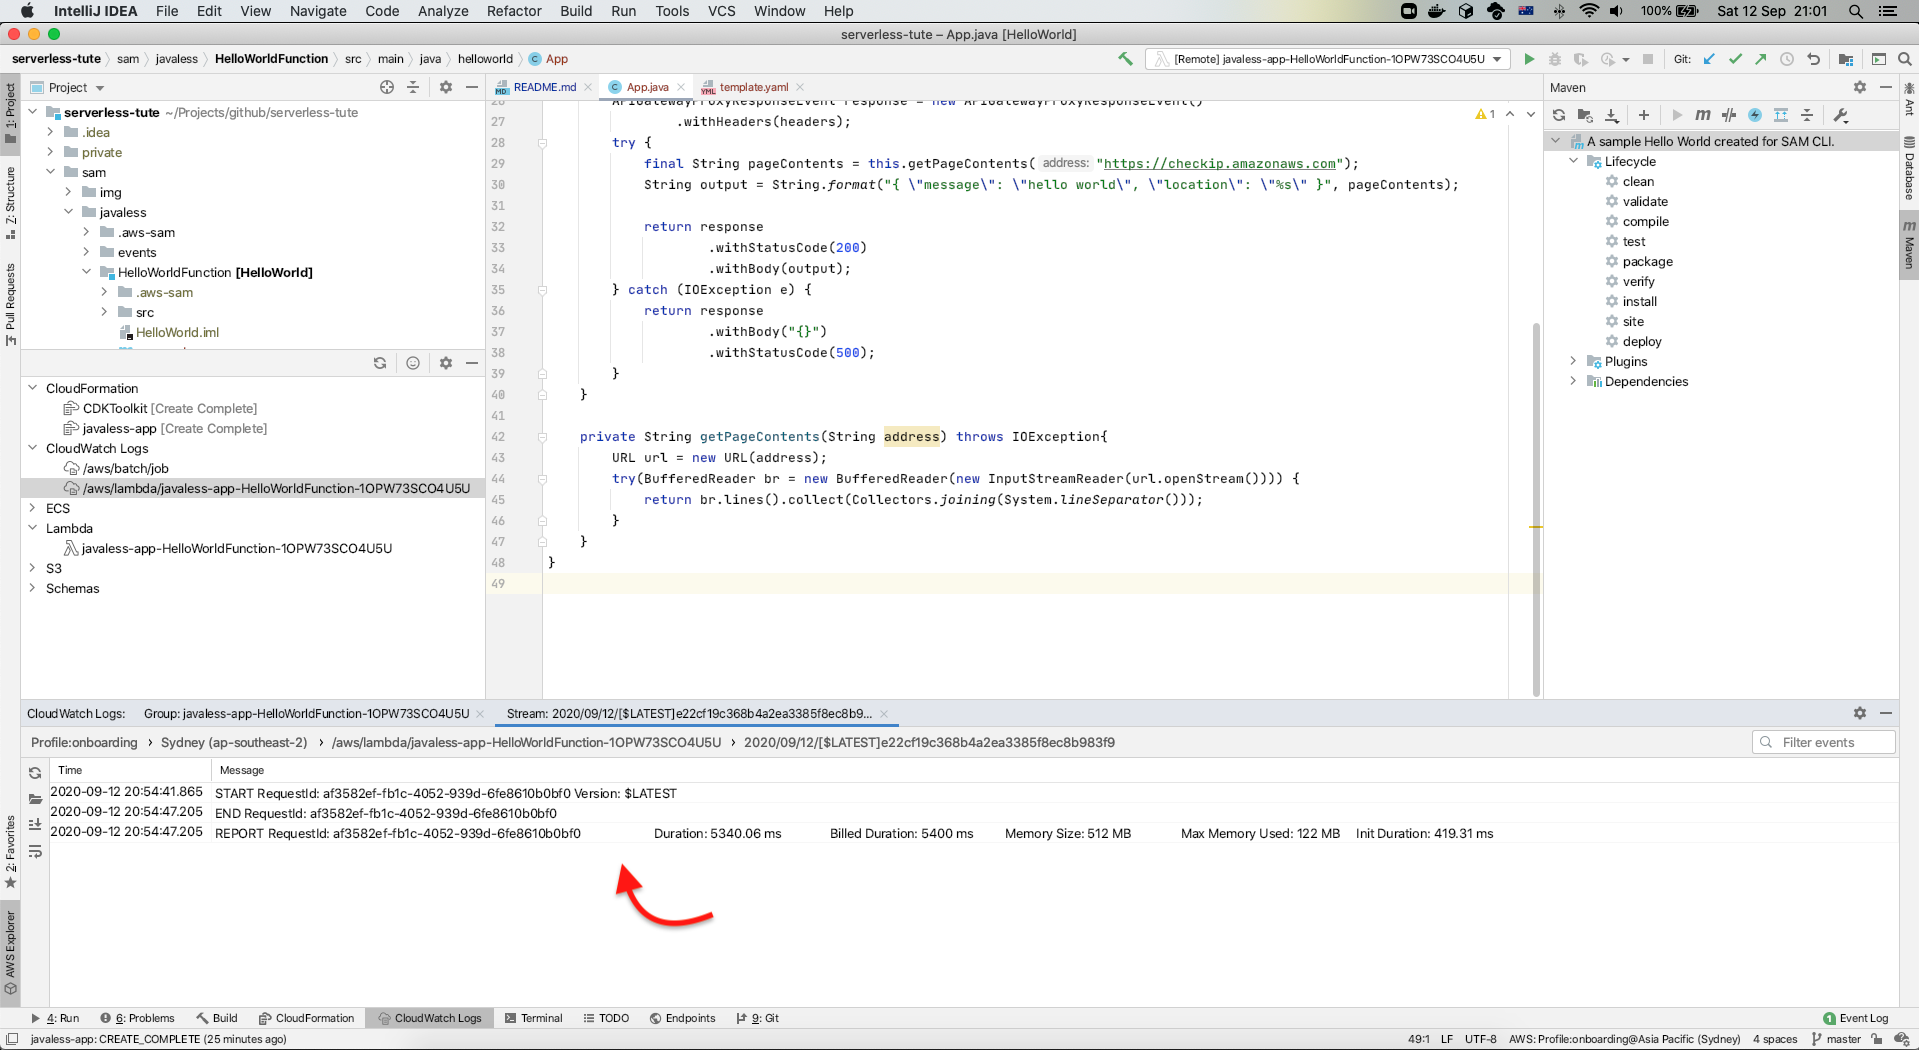 IntelliJ IDEA File Edit View Navigate Code Analyze Refactor Build Run Tools VCS Window Help 100% Sat 12 Sep 21:01
serverless-tute – App.java [HelloWorld]
serverless-tute sam javaless HelloWorldFunction src main java helloworld App [Remote] javaless-app-HelloWorldFunction-1OPW73SCO4U5U Git:
1: Project
7: Structure
Pull Requests
2: Favorites
AWS Explorer
Project
serverless-tute ~/Projects/github/serverless-tute
.idea
private
sam
img
javaless
.aws-sam
events
HelloWorldFunction [HelloWorld]
.aws-sam
src
HelloWorld.iml
CloudFormation
CDKToolkit [Create Complete]
javaless-app [Create Complete]
CloudWatch Logs
/aws/batch/job
/aws/lambda/javaless-app-HelloWorldFunction-1OPW73SCO4U5U
ECS
Lambda
javaless-app-HelloWorldFunction-1OPW73SCO4U5U
S3
Schemas
README.md App.java template.yaml
1
26 APIGatewayProxyResponseEvent response = new APIGatewayProxyResponseEvent()
27 .withHeaders(headers);
28 try {
29 final String pageContents = this.getPageContents( address: "https://checkip.amazonaws.com");
30 String output = String.format("{ \"message\": \"hello world\", \"location\": \"%s\" }", pageContents);
31
32 return response
33 .withStatusCode(200)
34 .withBody(output);
35 } catch (IOException e) {
36 return response
37 .withBody("{}")
38 .withStatusCode(500);
39 }
40 }
41
42 private String getPageContents(String address) throws IOException{
43 URL url = new URL(address);
44 try(BufferedReader br = new BufferedReader(new InputStreamReader(url.openStream()))) {
45 return br.lines().collect(Collectors.joining(System.lineSeparator()));
46 }
47 }
48 }
49
Maven
A sample Hello World created for SAM CLI.
Lifecycle
clean
validate
compile
test
package
verify
install
site
deploy
Plugins
Dependencies
Ant
Database
Maven
CloudWatch Logs: Group: javaless-app-HelloWorldFunction-1OPW73SCO4U5U Stream: 2020/09/12/[$LATEST]e22cf19c368b4a2ea3385f8ec8b9...
Profile:onboarding Sydney (ap-southeast-2) /aws/lambda/javaless-app-HelloWorldFunction-1OPW73SCO4U5U 2020/09/12/[$LATEST]e22cf19c368b4a2ea3385f8ec8b983f9 Filter events
Time Message
2020-09-12 20:54:41.865 START RequestId: af3582ef-fb1c-4052-939d-6fe8610b0bf0 Version: $LATEST
2020-09-12 20:54:47.205 END RequestId: af3582ef-fb1c-4052-939d-6fe8610b0bf0
2020-09-12 20:54:47.205 REPORT RequestId: af3582ef-fb1c-4052-939d-6fe8610b0bf0 Duration: 5340.06 ms Billed Duration: 5400 ms Memory Size: 512 MB Max Memory Used: 122 MB Init Duration: 419.31 ms
4: Run 6: Problems Build CloudFormation CloudWatch Logs Terminal TODO Endpoints 9: Git 1 Event Log
javaless-app: CREATE_COMPLETE (25 minutes ago) 49:1 LF UTF-8 AWS: Profile:onboarding@Asia Pacific (Sydney) 4 spaces master